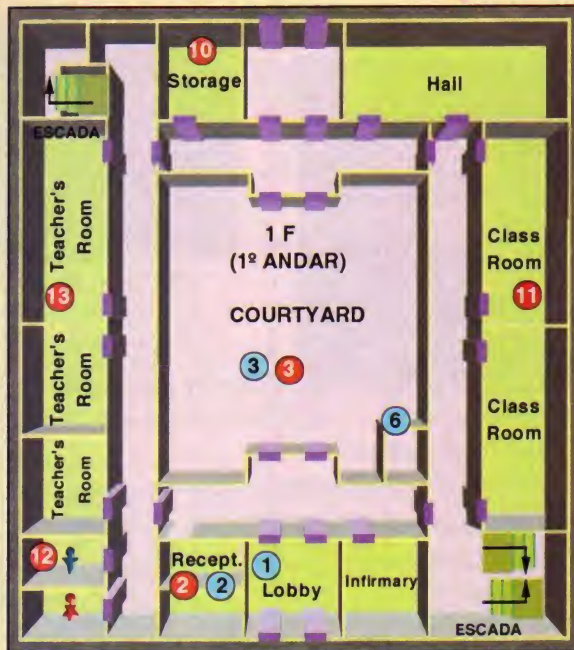 10
Storage
Hall
ESCADA
Teacher's
Room
1 F
(1º ANDAR)
Class
Room
13
11
COURTYARD
Teacher's
Room
3
3
6
Class
Room
Teacher's
Room
12
Recept.
2
2
1
Lobby
Infirmary
ESCADA